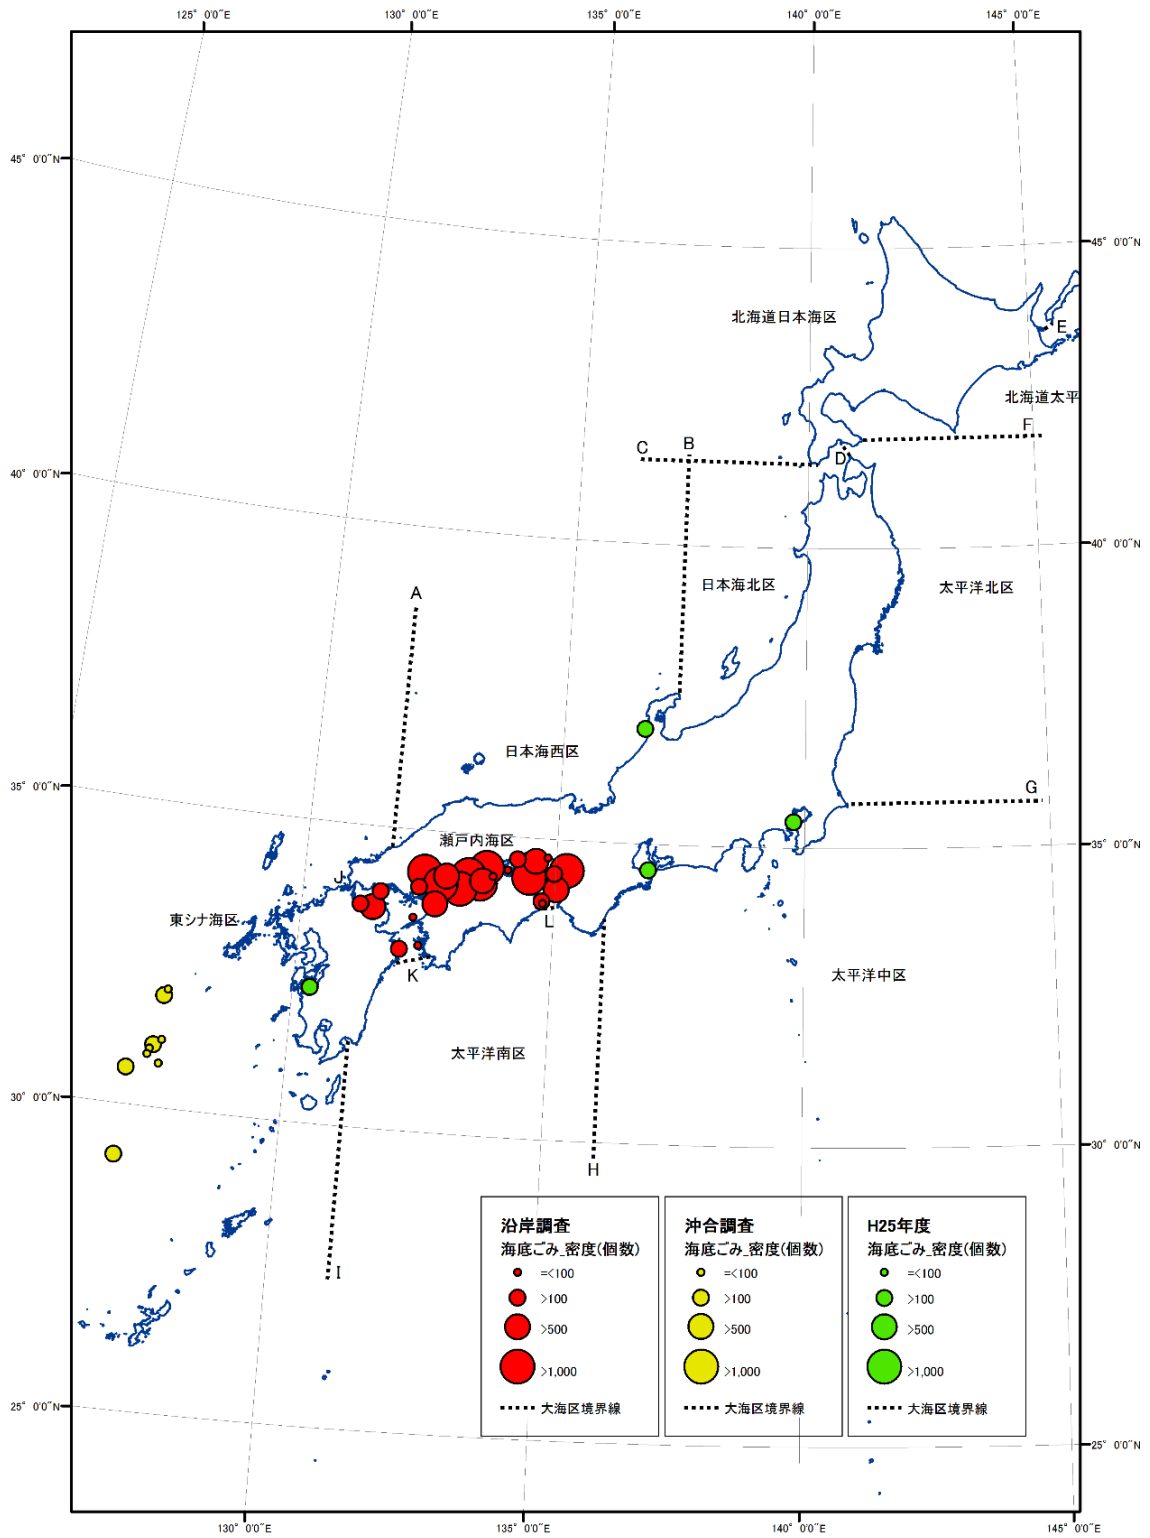 125° 0'0"E
130° 0'0"E
135° 0'0"E
140° 0'0"E
145° 0'0"E
45° 0'0"N
45° 0'0"N
北海道日本海区
E
北海道太平
F
B
C
D
40° 0'0"N
40° 0'0"N
日本海北区
太平洋北区
A
日本海西区
35° 0'0"N
G
瀬戸内海区
35° 0'0"N
J
東シナ海区
L
K
太平洋中区
太平洋南区
30° 0'0"N
30° 0'0"N
H
I
沿岸調査
海底ごみ_密度(個数)
=<100
>100
>500
>1,000
大海区境界線
沖合調査
海底ごみ_密度(個数)
=<100
>100
>500
>1,000
大海区境界線
H25年度
海底ごみ_密度(個数)
=<100
>100
>500
>1,000
大海区境界線
25° 0'0"N
25° 0'0"N
130° 0'0"E
135° 0'0"E
140° 0'0"E
145° 0'0"E